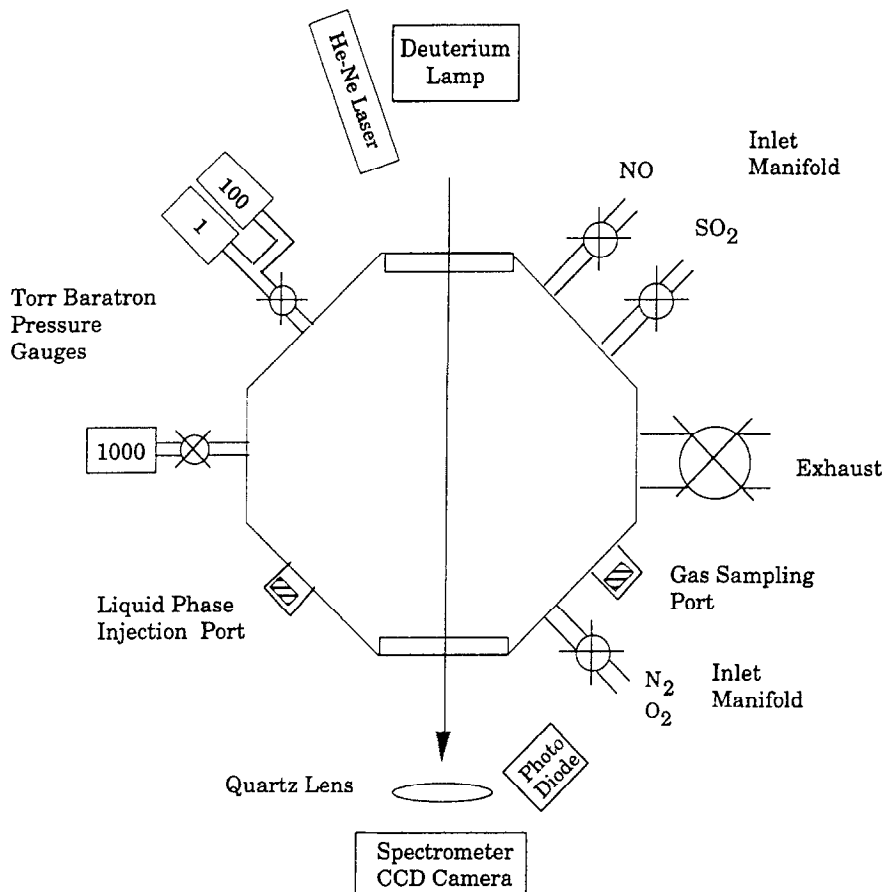 He-Ne Laser
Deuterium
Lamp
Inlet
Manifold
NO
SO2
100
1
Torr Baratron
Pressure
Gauges
1000
Exhaust
Liquid Phase
Injection Port
Gas Sampling
Port
N2
O2
Inlet
Manifold
Quartz Lens
Photo
Diode
Spectrometer
CCD Camera